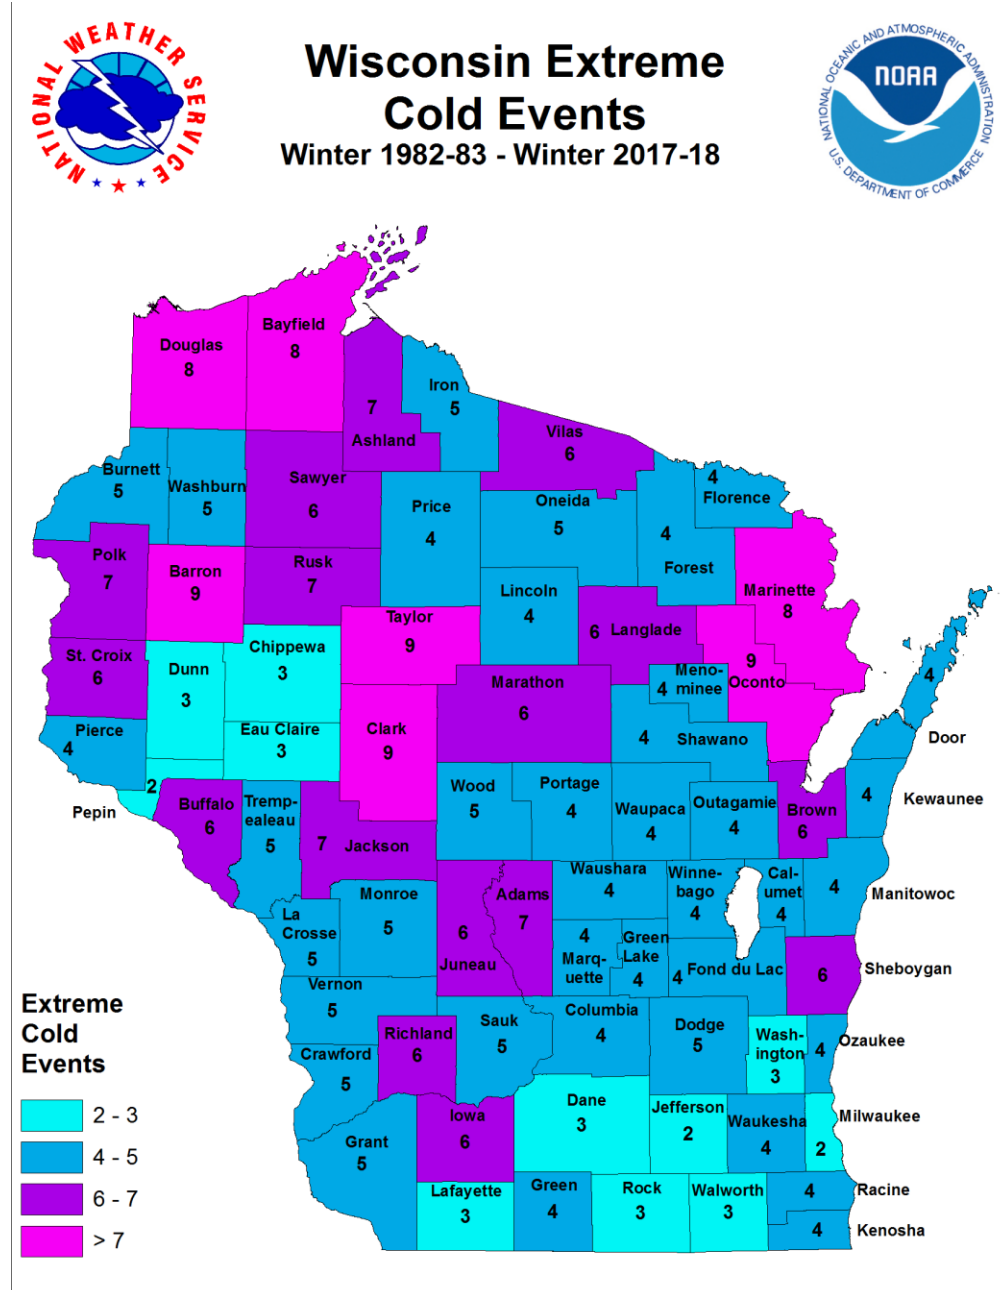 NATIONAL WEATHER SERVICE
Wisconsin Extreme
Cold Events
Winter 1982-83 - Winter 2017-18
NATIONAL OCEANIC AND ATMOSPHERIC ADMINISTRATION
NOAA
U.S. DEPARTMENT OF COMMERCE
Bayfield
8
Douglas
8
Iron
5
7
Ashland
Vilas
6
Burnett
5
Washburn
5
Sawyer
6
Price
4
Oneida
5
4
Florence
4
Forest
Polk
7
Barron
9
Rusk
7
Lincoln
4
Marinette
8
Taylor
9
6 Langlade
9
Oconto
St. Croix
6
Dunn
3
Chippewa
3
Marathon
6
Meno-
4 minee
4
Door
Pierce
4
Eau Claire
3
Clark
9
4 Shawano
2
Pepin
Buffalo
6
Tremp-
ealeau
5
Wood
5
Portage
4
Waupaca
4
Outagamie
4
Brown
6
4
Kewaunee
7 Jackson
Monroe
5
Adams
7
Waushara
4
Winne-
bago
4
Cal-
umet
4
4
Manitowoc
La
Crosse
5
6
Juneau
4
Marq-
uette
Green
Lake
4
4 Fond du Lac
6
Sheboygan
Vernon
5
Extreme
Cold
Events
2 - 3
4 - 5
6 - 7
> 7
Richland
6
Sauk
5
Columbia
4
Dodge
5
Wash-
ington
3
4
Ozaukee
Crawford
5
Iowa
6
Dane
3
Jefferson
2
Waukesha
4
2
Milwaukee
Grant
5
Lafayette
3
Green
4
Rock
3
Walworth
3
4
Racine
4
Kenosha